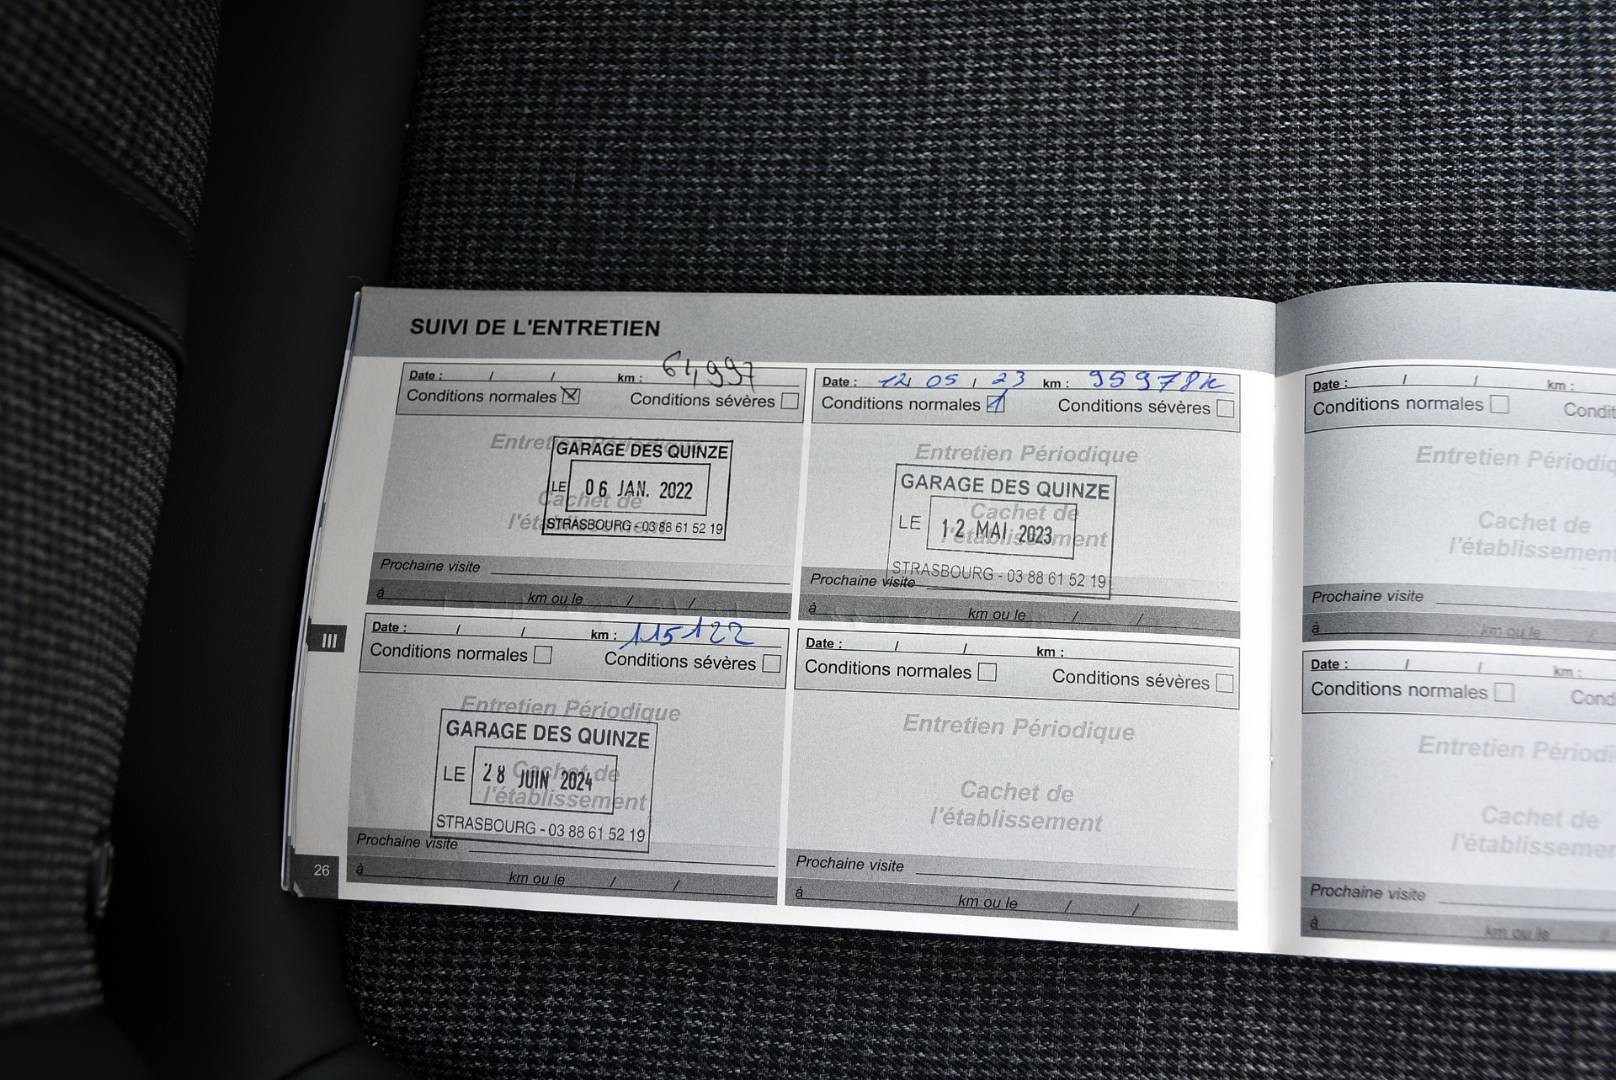 SUIVI DE L'ENTRETIEN
Date : / / km : 64,997
Conditions normales Conditions sévères
Entretien Périodique
GARAGE DES QUINZE
LE 06 JAN. 2022
Cachet de
l'établissement
STRASBOURG - 03 88 61 52 19
Prochaine visite
à km ou le / /
Date : 12, 05 / 23 km : 95978k
Conditions normales Conditions sévères
Entretien Périodique
GARAGE DES QUINZE
Cachet de
LE 12 MAI 2023
l'établissement
STRASBOURG - 03 88 61 52 19
Prochaine visite
à km ou le / /
III
Date : / / km : 115122
Conditions normales Conditions sévères
Entretien Périodique
GARAGE DES QUINZE
LE 28 JUIN 2024
Cachet de
l'établissement
STRASBOURG - 03 88 61 52 19
Prochaine visite
à km ou le / /
26
Date : / / km :
Conditions normales Conditions sévères
Entretien Périodique
Cachet de
l'établissement
Prochaine visite
à km ou le / /
Date : / / km :
Conditions normales Condit
Entretien Périodiq
Cachet de
l'établissement
Prochaine visite
à km ou le /
Date : / / km :
Conditions normales Cond
Entretien Périodi
Cachet de
l'établissemen
Prochaine visite
à km ou le /